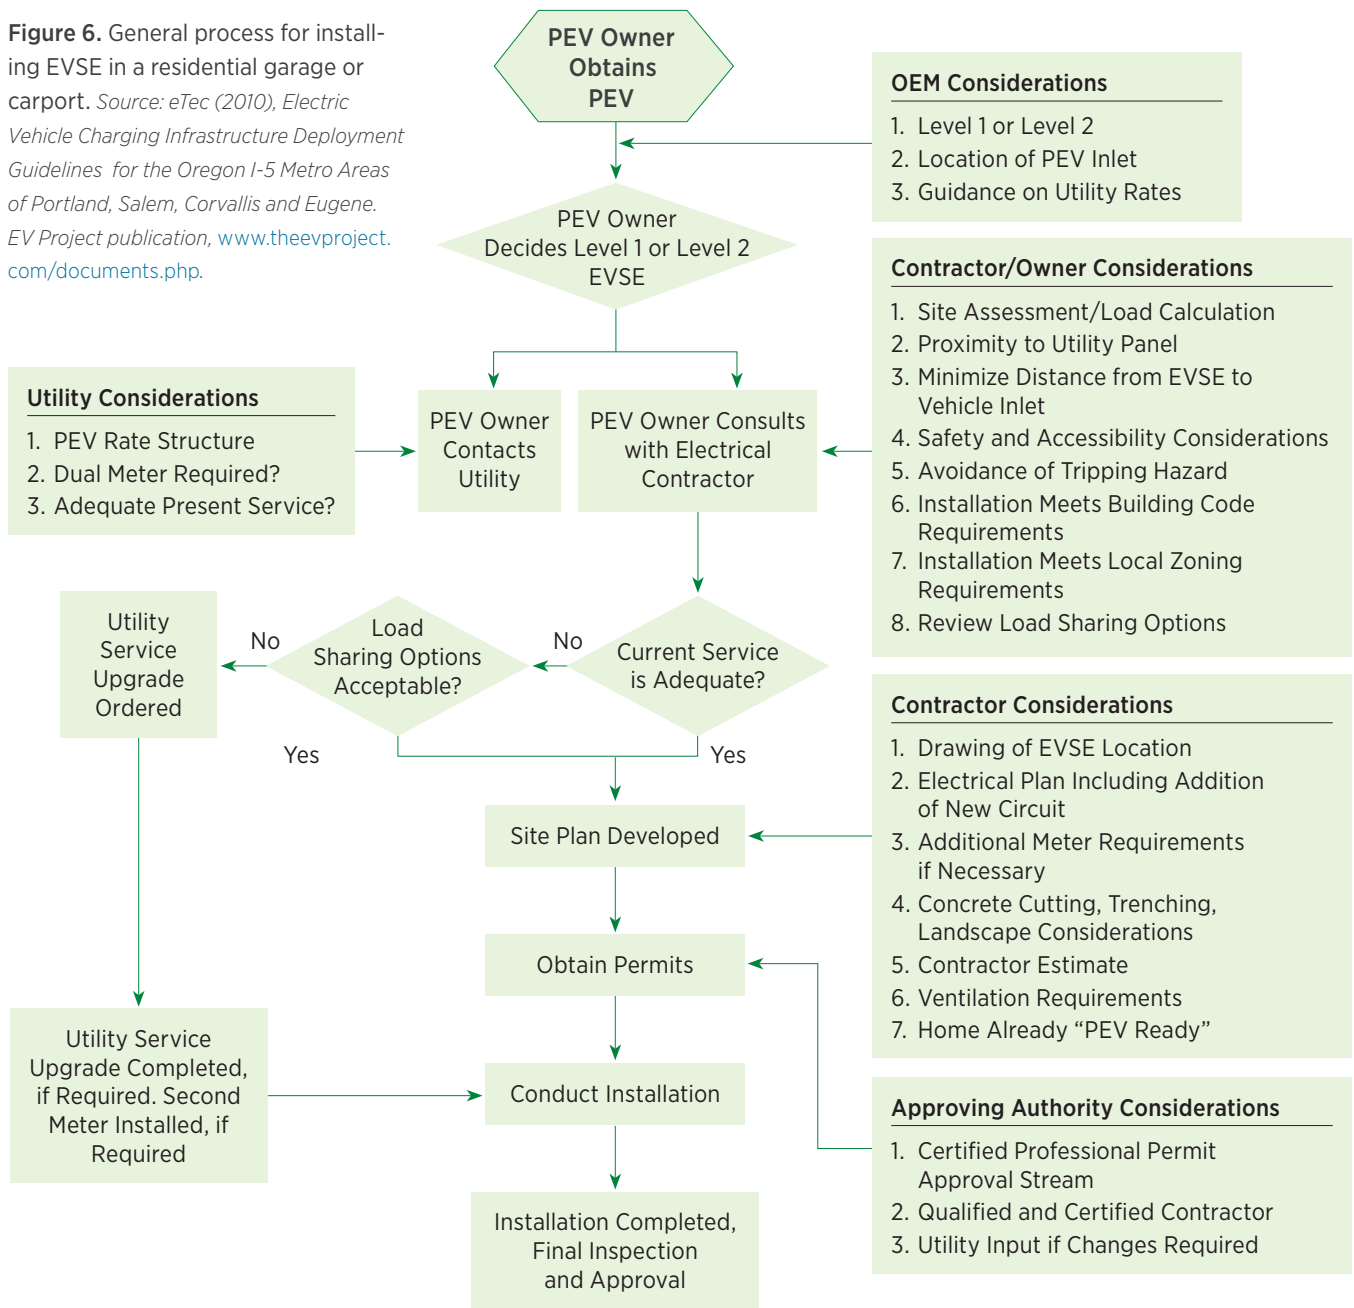 Figure 6. General process for install-
ing EVSE in a residential garage or
carport. Source: eTec (2010), Electric
Vehicle Charging Infrastructure Deployment
Guidelines for the Oregon I-5 Metro Areas
of Portland, Salem, Corvallis and Eugene.
EV Project publication, www.theevproject.
com/documents.php.
PEV Owner
Obtains
PEV
OEM Considerations
1. Level 1 or Level 2
2. Location of PEV Inlet
3. Guidance on Utility Rates
PEV Owner
Decides Level 1 or Level 2
EVSE
Contractor/Owner Considerations
1. Site Assessment/Load Calculation
2. Proximity to Utility Panel
3. Minimize Distance from EVSE to
Vehicle Inlet
4. Safety and Accessibility Considerations
5. Avoidance of Tripping Hazard
6. Installation Meets Building Code
Requirements
7. Installation Meets Local Zoning
Requirements
8. Review Load Sharing Options
Utility Considerations
1. PEV Rate Structure
2. Dual Meter Required?
3. Adequate Present Service?
PEV Owner
Contacts
Utility
PEV Owner Consults
with Electrical
Contractor
Utility
Service
Upgrade
Ordered
No
Load
Sharing Options
Acceptable?
No
Current Service
is Adequate?
Yes
Yes
Contractor Considerations
1. Drawing of EVSE Location
2. Electrical Plan Including Addition
of New Circuit
3. Additional Meter Requirements
if Necessary
4. Concrete Cutting, Trenching,
Landscape Considerations
5. Contractor Estimate
6. Ventilation Requirements
7. Home Already “PEV Ready”
Site Plan Developed
Obtain Permits
Utility Service
Upgrade Completed,
if Required. Second
Meter Installed, if
Required
Conduct Installation
Approving Authority Considerations
1. Certified Professional Permit
Approval Stream
2. Qualified and Certified Contractor
3. Utility Input if Changes Required
Installation Completed,
Final Inspection
and Approval